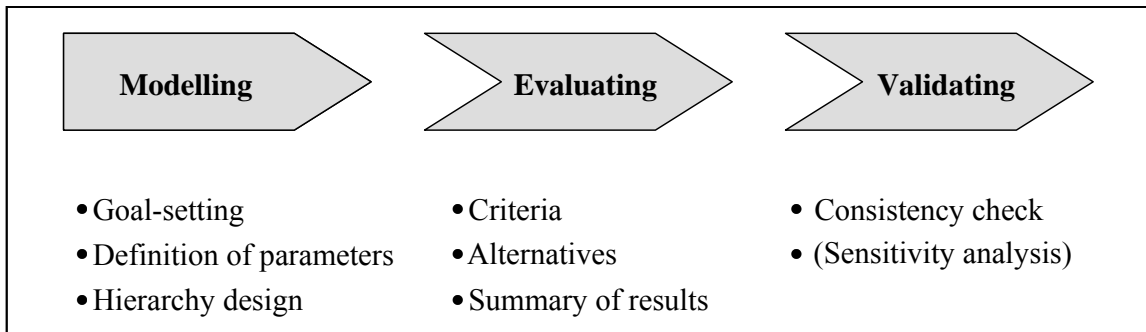 Modelling
Evaluating
Validating
• Goal-setting
• Definition of parameters
• Hierarchy design
• Criteria
• Alternatives
• Summary of results
• Consistency check
• (Sensitivity analysis)